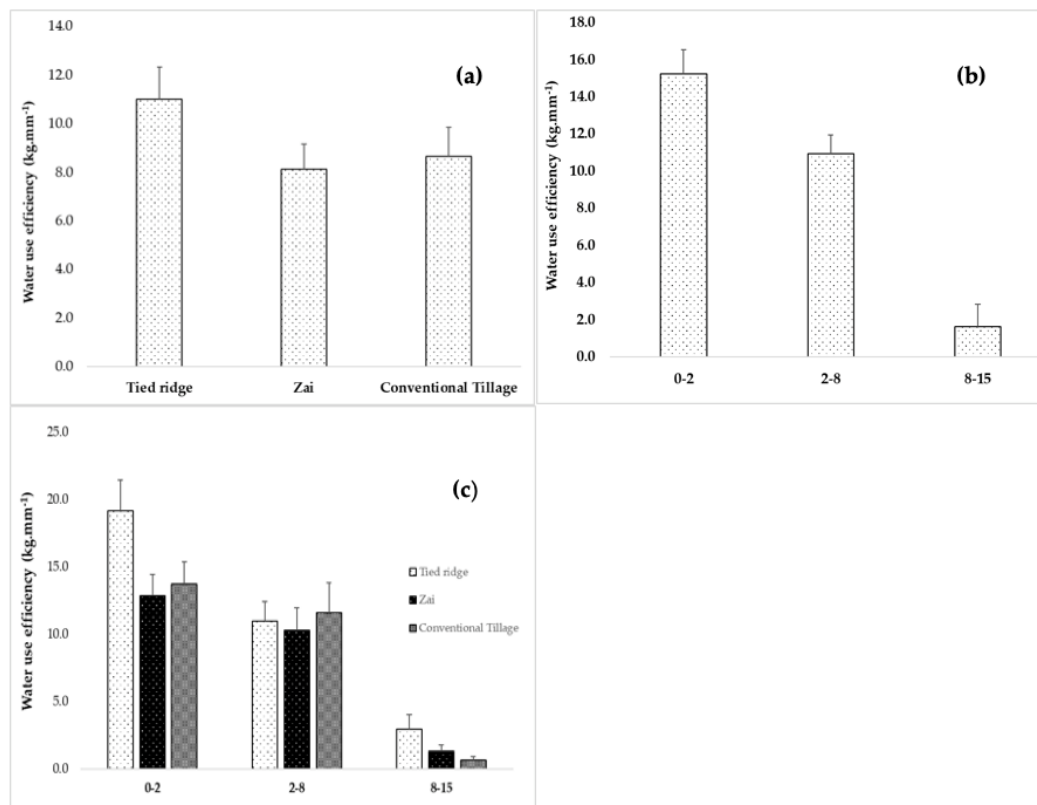 14.0
12.0
10.0
8.0
6.0
4.0
2.0
0.0
Water use efficiency (kg.mm-1)
(a)
Tied ridge Zai Conventional Tillage
18.0
16.0
14.0
12.0
10.0
8.0
6.0
4.0
2.0
0.0
Water use efficiency (kg.mm-1)
(b)
0-2 2-8 8-15
25.0
20.0
15.0
10.0
5.0
0.0
Water use efficiency (kg.mm-1)
(c)
Tied ridge
Zai
Conventional Tillage
0-2 2-8 8-15